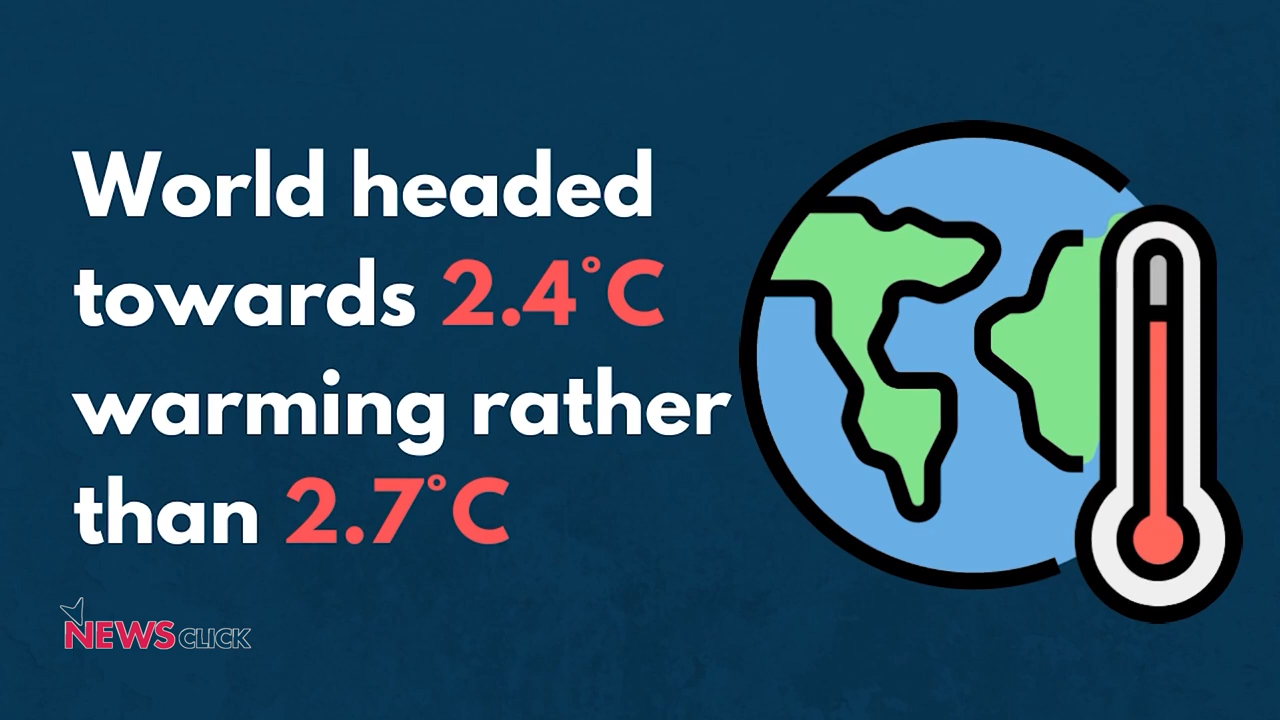 World headed
towards 2.4°C
warming rather
than 2.7°C
NEWSCLICK